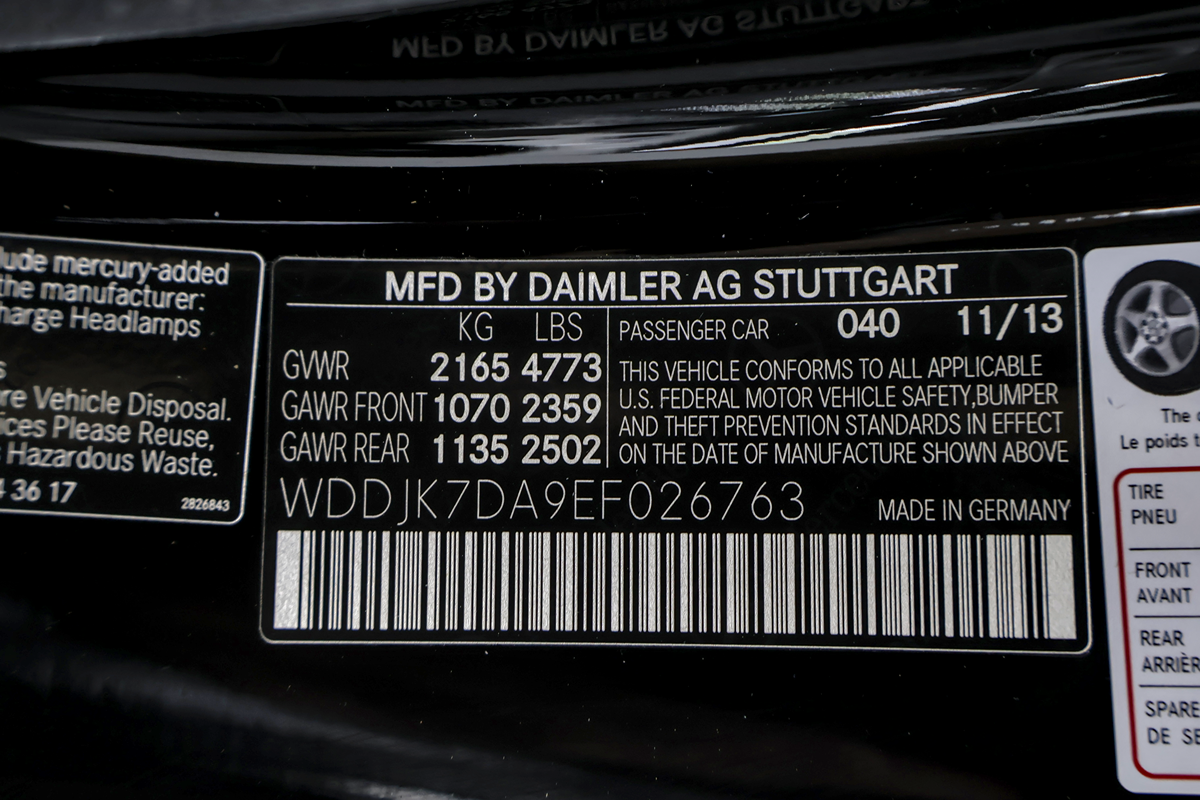 MFD BY DAIMLER AG STUTTGART
MFD BY DAIMLER AG STUTTGART
lude mercury-added
the manufacturer:
harge Headlamps
re Vehicle Disposal.
ices Please Reuse,
Hazardous Waste.
4 36 17
2826843
MFD BY DAIMLER AG STUTTGART
KG LBS
GVWR 2165 4773
GAWR FRONT 1070 2359
GAWR REAR 1135 2502
PASSENGER CAR 040 11/13
THIS VEHICLE CONFORMS TO ALL APPLICABLE
U.S. FEDERAL MOTOR VEHICLE SAFETY,BUMPER
AND THEFT PREVENTION STANDARDS IN EFFECT
ON THE DATE OF MANUFACTURE SHOWN ABOVE
WDDJK7DA9EF026763
MADE IN GERMANY
The
Le poids
TIRE
PNEU
FRONT
AVANT
REAR
ARRIÈR
SPARE
DE SE